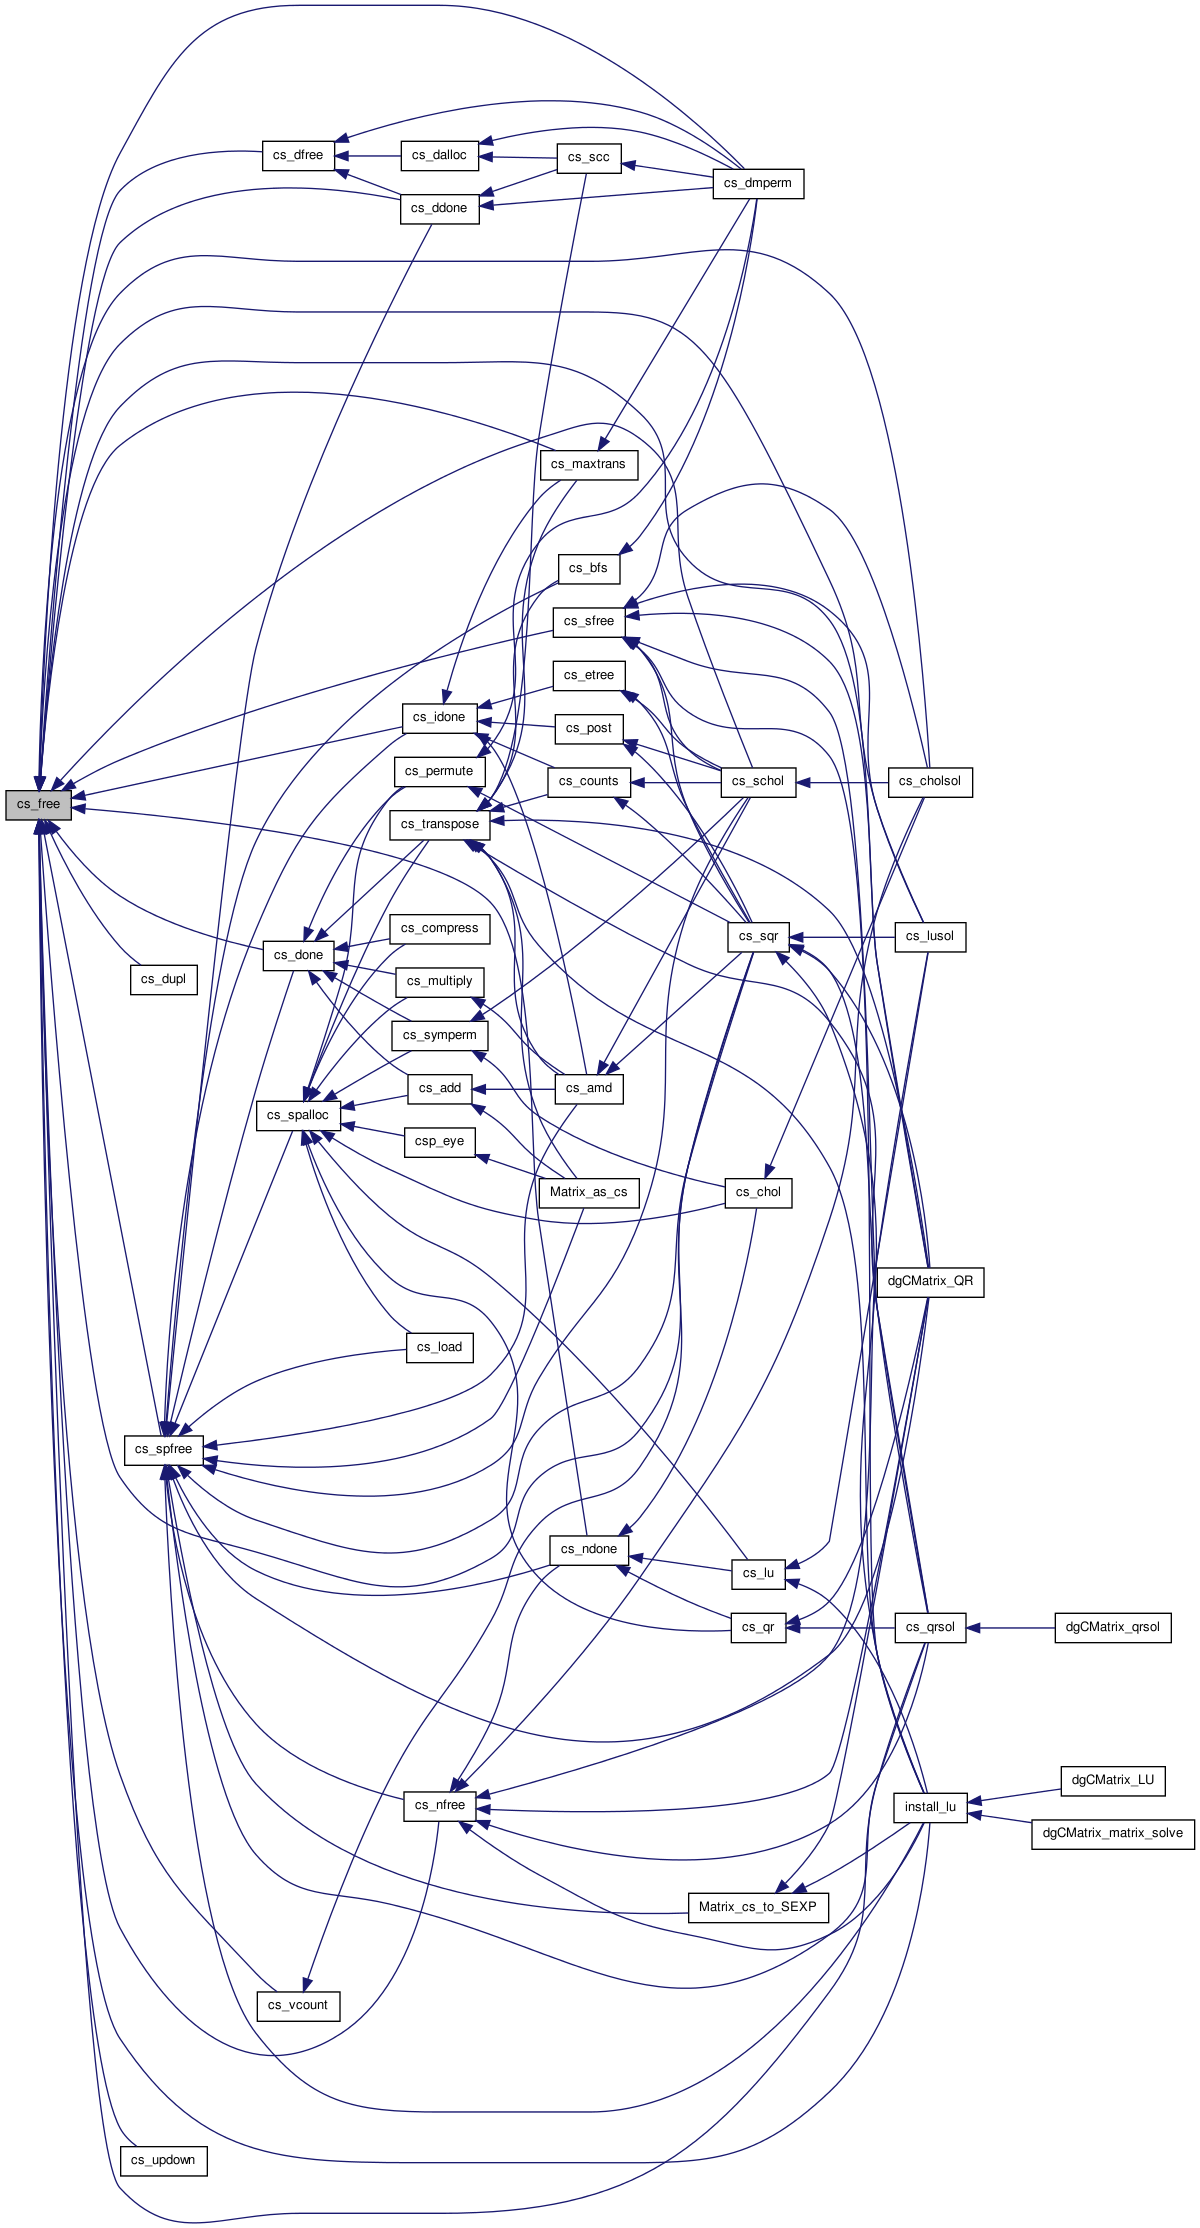 cs_dfree
cs_dalloc
cs_scc
cs_dmperm
cs_ddone
cs_maxtrans
cs_bfs
cs_sfree
cs_etree
cs_idone
cs_post
cs_permute
cs_counts
cs_schol
cs_cholsol
cs_free
cs_transpose
cs_compress
cs_sqr
cs_lusol
cs_done
cs_dupl
cs_multiply
cs_symperm
cs_add
cs_amd
cs_spalloc
csp_eye
Matrix_as_cs
cs_chol
dgCMatrix_QR
cs_load
cs_spfree
cs_ndone
cs_lu
cs_qr
cs_qrsol
dgCMatrix_qrsol
dgCMatrix_LU
cs_nfree
install_lu
dgCMatrix_matrix_solve
Matrix_cs_to_SEXP
cs_vcount
cs_updown